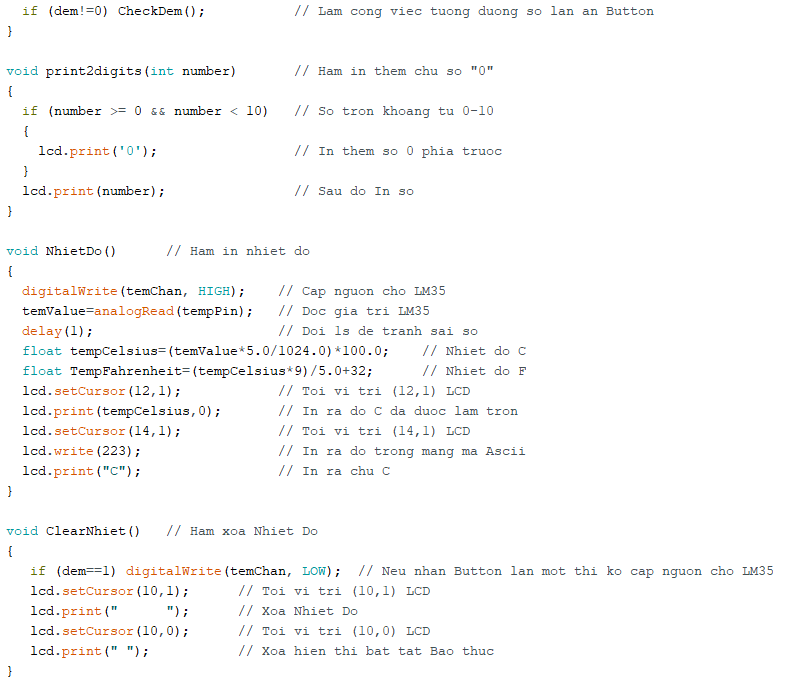 if (dem!=0) CheckDem();           // Lam cong viec tuong duong so lan an Button
}
void print2digits(int number)       // Ham in them chu so "0"
{
if (number >= 0 && number < 10)   // So tron khoang tu 0-10
{
lcd.print('0');                 // In them so 0 phia truoc
}
lcd.print(number);                // Sau do In so
}
void NhietDo()      // Ham in nhiet do
{
digitalWrite(temChan, HIGH);    // Cap nguon cho LM35
temValue=analogRead(tempPin);   // Doc gia tri LM35
delay(1);                       // Doi 1s de tranh sai so
float tempCelsius=(temValue*5.0/1024.0)*100.0;    // Nhiet do C
float TempFahrenheit=(tempCelsius*9)/5.0+32;      // Nhiet do F
lcd.setCursor(12,1);            // Toi vi tri (12,1) LCD
lcd.print(tempCelsius,0);       // In ra do C da duoc lam tron
lcd.setCursor(14,1);            // Toi vi tri (14,1) LCD
lcd.write(223);                 // In ra do trong mang ma Ascii
lcd.print("C");                 // In ra chu C
}
void ClearNhiet()   // Ham xoa Nhiet Do
{
if (dem==1) digitalWrite(temChan, LOW);  // Neu nhan Button lan mot thi ko cap nguon cho LM35
lcd.setCursor(10,1);      // Toi vi tri (10,1) LCD
lcd.print("      ");      // Xoa Nhiet Do
lcd.setCursor(10,0);      // Toi vi tri (10,0) LCD
lcd.print(" ");           // Xoa hien thi bat tat Bao thuc
}